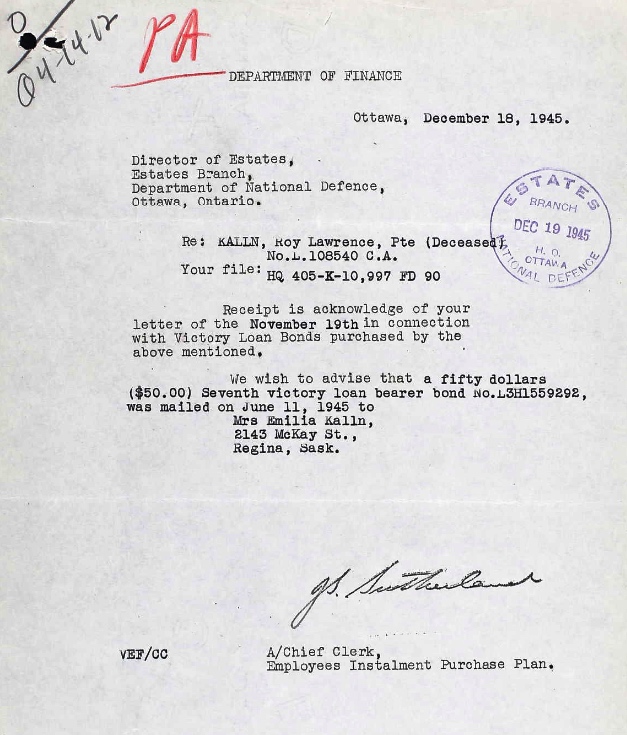 O
04-14-12
PA
DEPARTMENT OF FINANCE
Ottawa, December 18, 1945.
Director of Estates,
Estates Branch,
Department of National Defence,
Ottawa, Ontario.
ESTATES
BRANCH
DEC 19 1945
H. Q.
OTTAWA
NATIONAL DEFENCE
Re: KALLN, Roy Lawrence, Pte (Deceased)
No.L.108540 C.A.
Your file: HQ 405-K-10,997 FD 90
Receipt is acknowledge of your
letter of the November 19th in connection
with Victory Loan Bonds purchased by the
above mentioned.
We wish to advise that a fifty dollars
($50.00) Seventh victory loan bearer bond No.L3H1559292,
was mailed on June 11, 1945 to
Mrs Emilia Kalln,
2143 McKay St.,
Regina, Sask.
JS. Sutherland
VEF/CC
A/Chief Clerk,
Employees Instalment Purchase Plan.